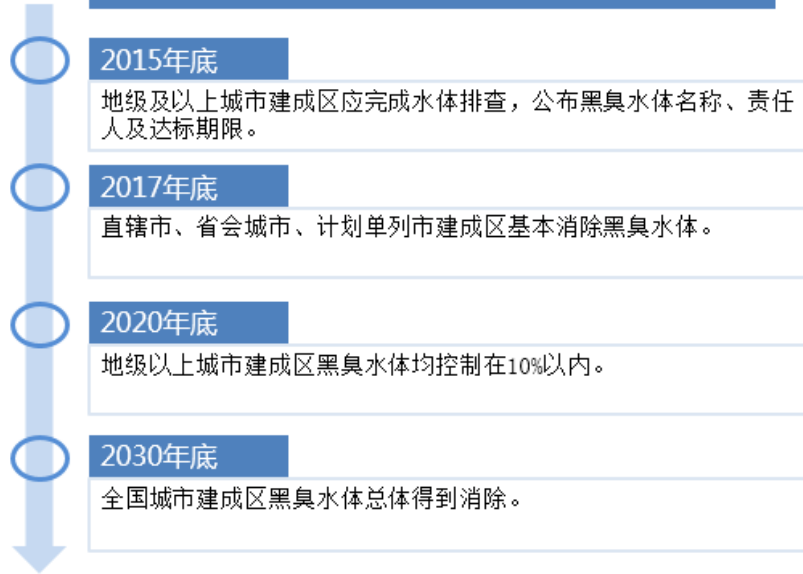 2015年底
地级及以上城市建成区应完成水体排查，公布黑臭水体名称、责任
人及达标期限。
2017年底
直辖市、省会城市、计划单列市建成区基本消除黑臭水体。
2020年底
地级以上城市建成区黑臭水体均控制在10%以内。
2030年底
全国城市建成区黑臭水体总体得到消除。